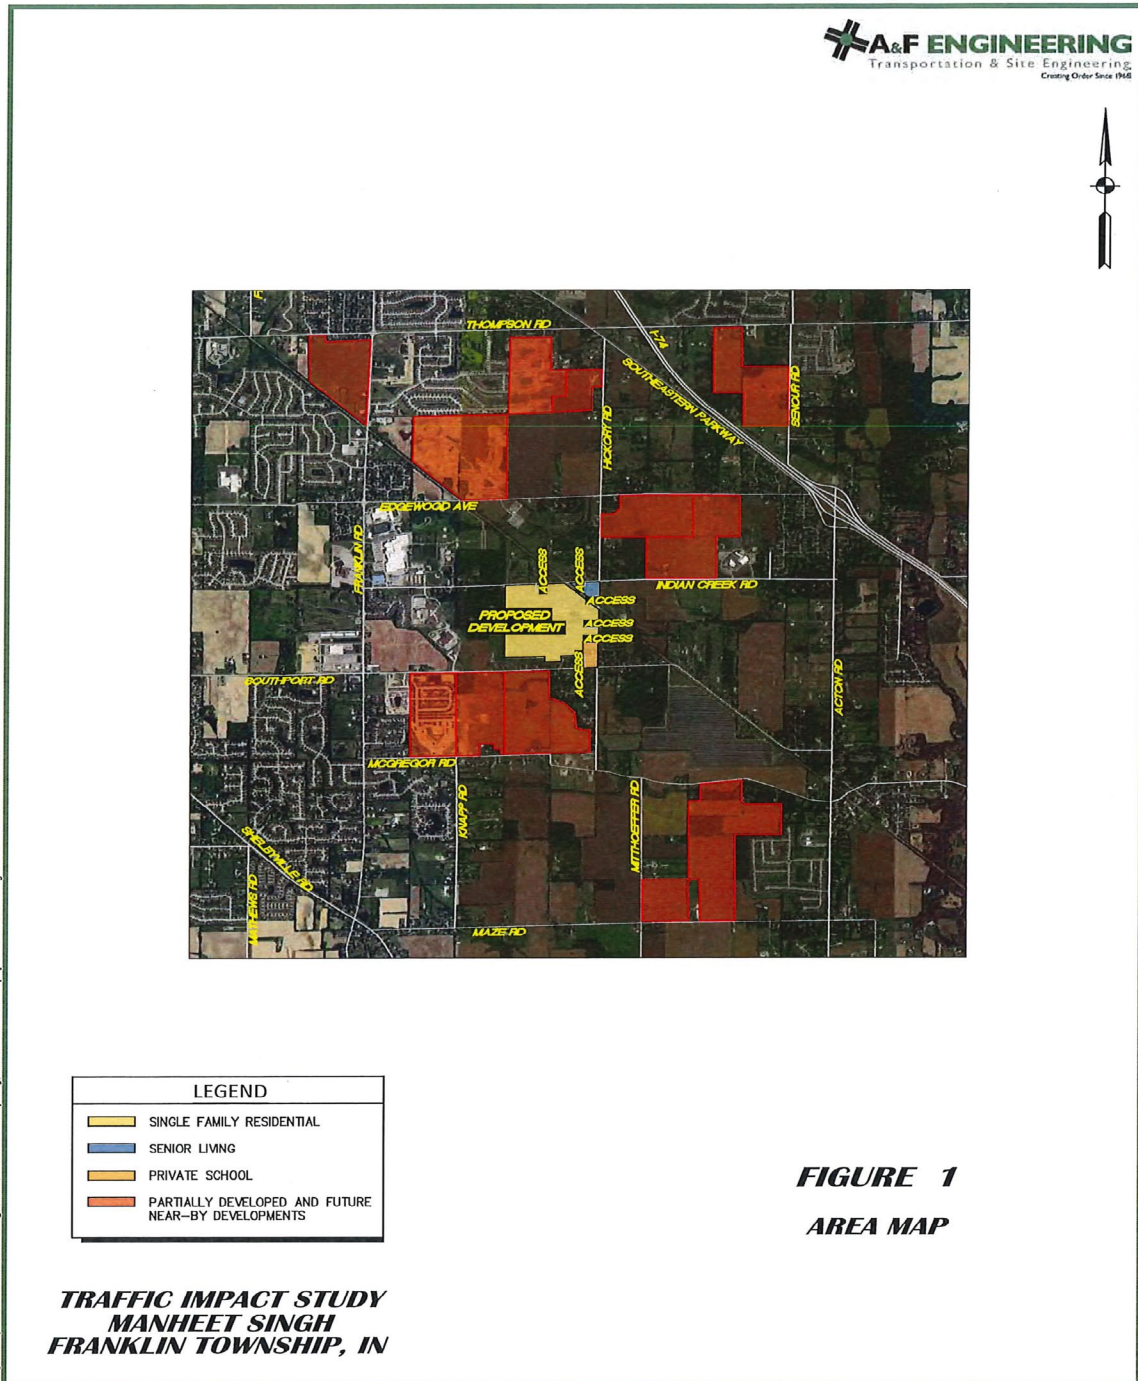 A&F ENGINEERING
Transportation & Site Engineering
Creating Order Since 1966
THOMPSON RD
I-74
SOUTHEASTERN PARKWAY
BENOUR RD
HICKORY RD
EDGEWOOD AVE
FRANKLIN RD
ACCESS
ACCESS
INDIAN CREEK RD
ACCESS
PROPOSED
DEVELOPMENT
ACCESS
ACCESS
ACCESS
SOUTHPORT RD
ACTON RD
MCGREGOR RD
KNAPP RD
MITTHOEFFER RD
SHELBYVILLE RD
MATHEWS RD
MAZE RD
LEGEND
SINGLE FAMILY RESIDENTIAL
SENIOR LIVING
PRIVATE SCHOOL
PARTIALLY DEVELOPED AND FUTURE
NEAR-BY DEVELOPMENTS
FIGURE 1
AREA MAP
TRAFFIC IMPACT STUDY
MANHEET SINGH
FRANKLIN TOWNSHIP, IN